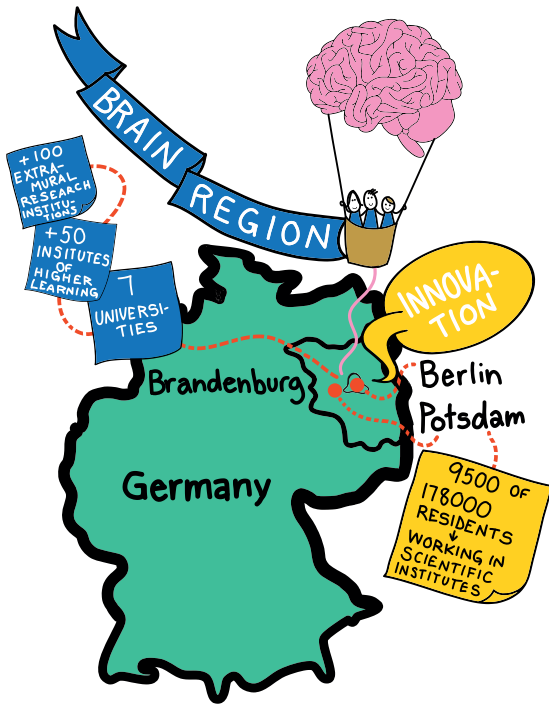 BRAIN
REGION
+100
EXTRA-
MURAL
RESEARCH
INSTITU-
TIONS
+50
INSITUTES
OF
HIGHER
LEARNING
7
UNIVERSI-
TIES
INNOVA-
TION
Brandenburg
Berlin
Potsdam
Germany
9500 OF
178000
RESIDENTS
WORKING IN
SCIENTIFIC
INSTITUTES